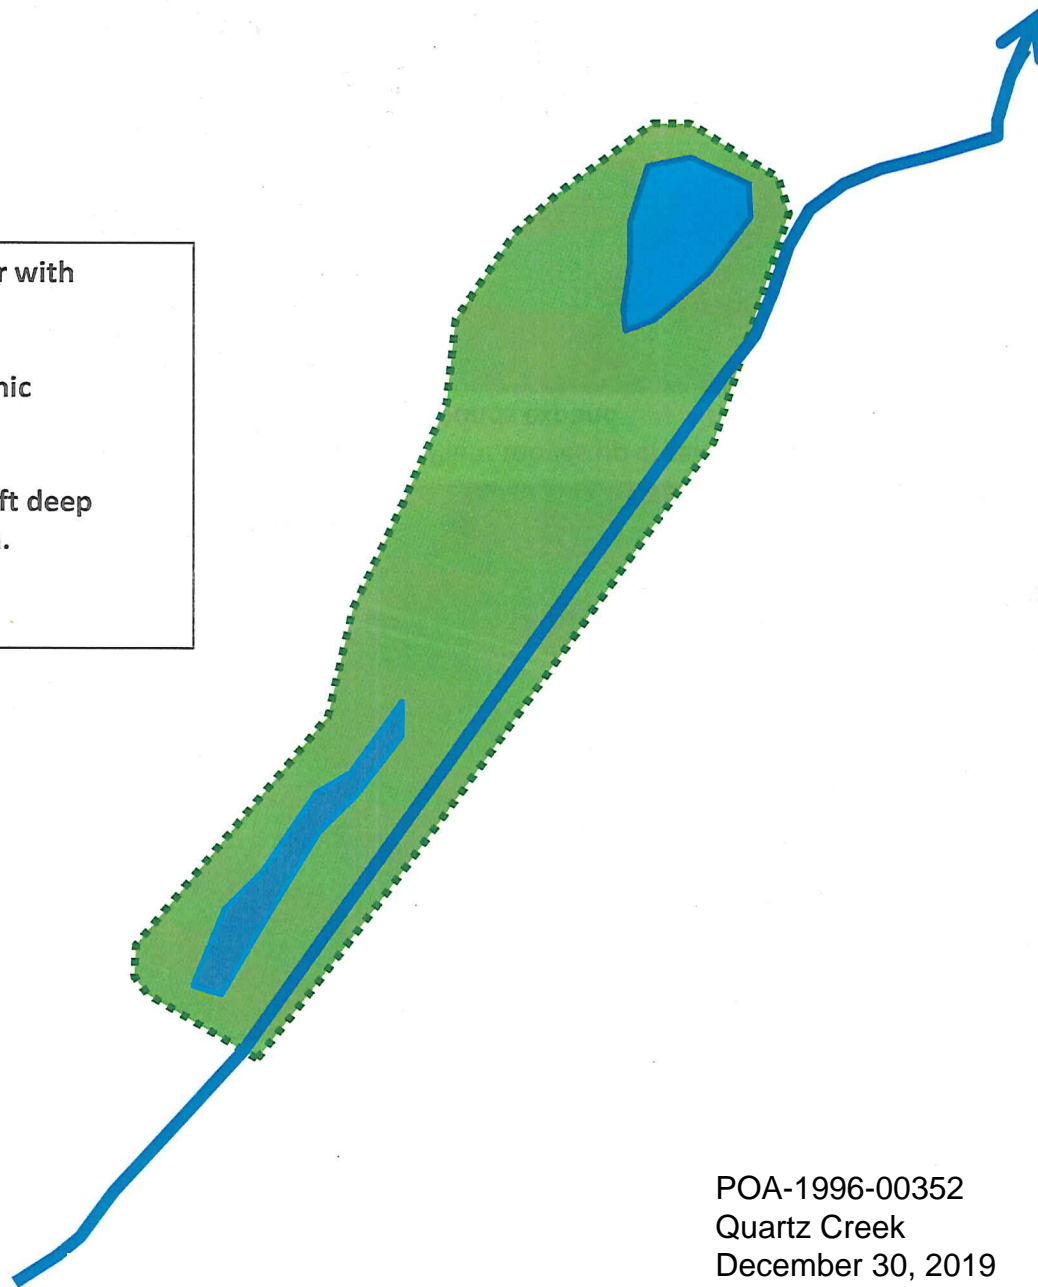 r with
nic
ft deep
.
POA-1996-00352
Quartz Creek
December 30, 2019